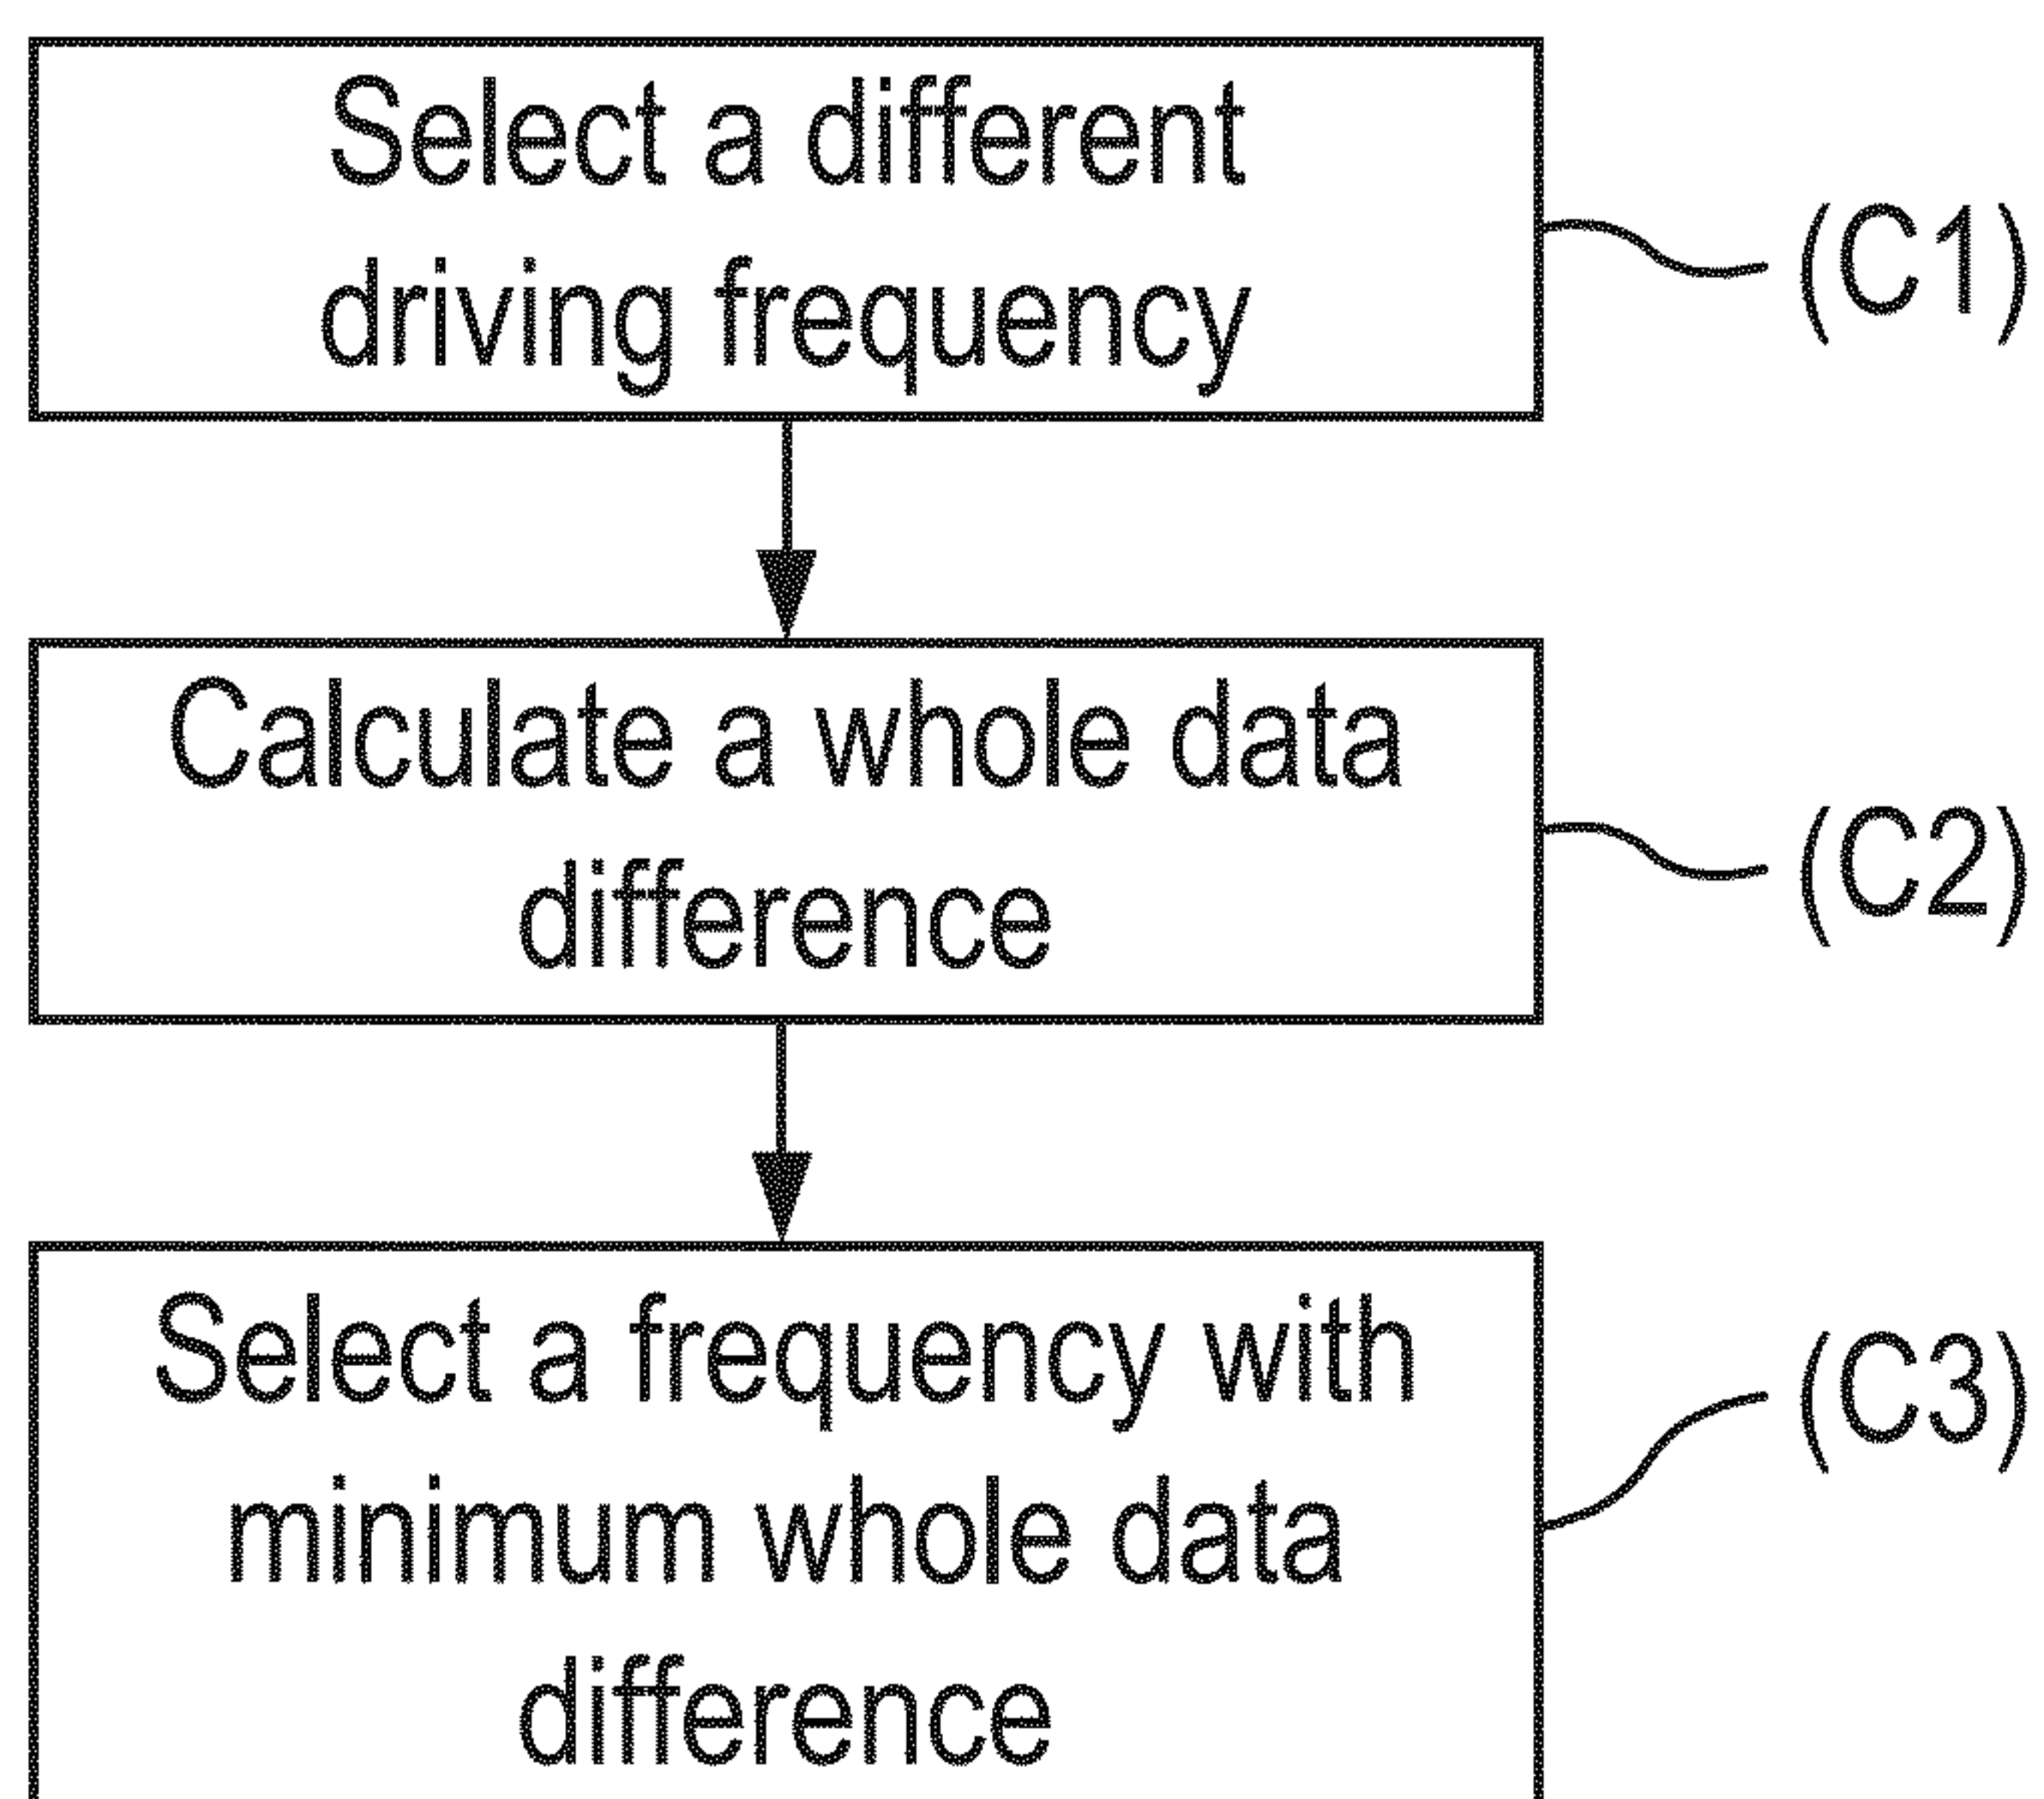 Select a different
driving frequency
(C1)
Calculate a whole data
difference
(C2)
Select a frequency with
minimum whole data
difference
(C3)